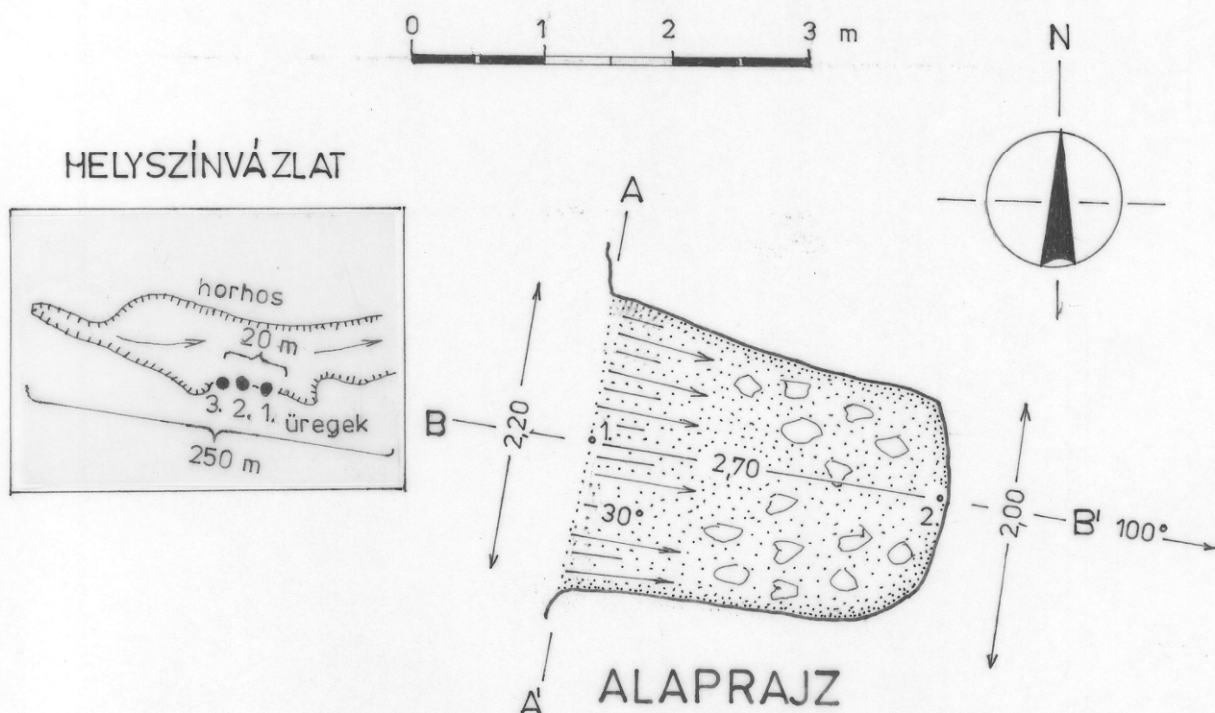 0 1 2 3 m
N
HELYSZÍNVÁZLAT
horhos
20 m
3. 2. 1. üregek
250 m
A
B
2,20
1.
2,70
-30°
2.
2,00
B' 100°
A'
ALAPRAJZ